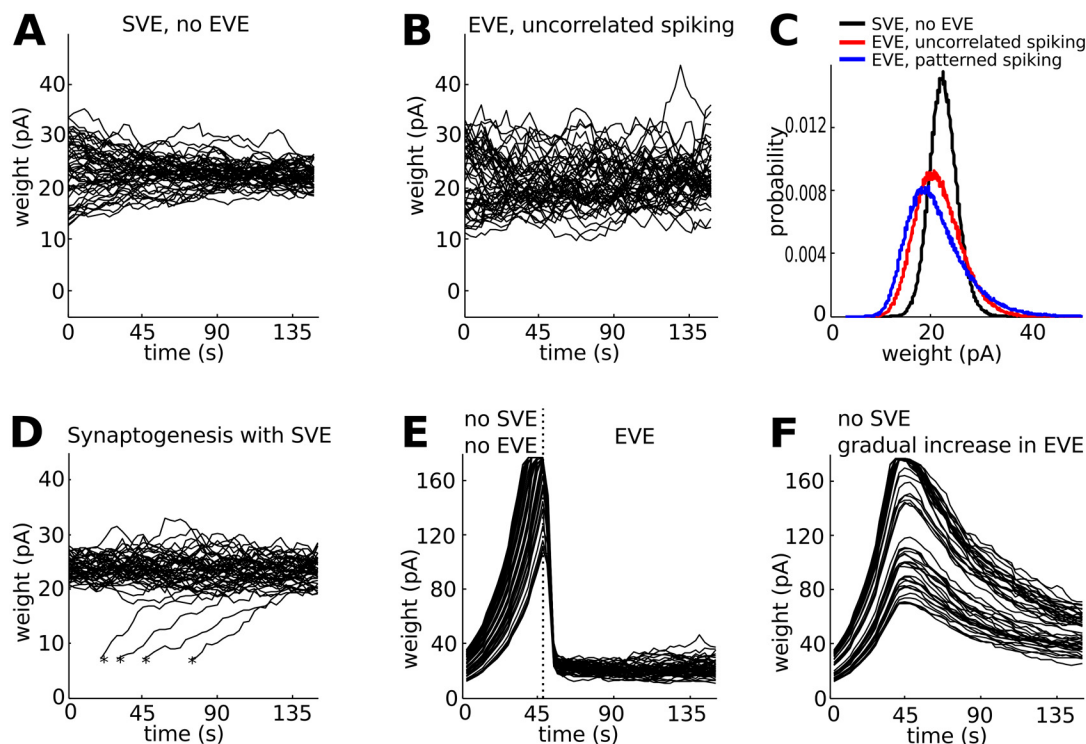 A
SVE, no EVE
40
30
20
10
0
weight (pA)
0 45 90 135
time (s)
B
EVE, uncorrelated spiking
40
30
20
10
0
weight (pA)
0 45 90 135
time (s)
C
SVE, no EVE
EVE, uncorrelated spiking
EVE, patterned spiking
0.012
0.008
0.004
0
probability
20 40
weight (pA)
D
Synaptogenesis with SVE
40
30
20
10
0
weight (pA)
* * * *
0 45 90 135
time (s)
E
no SVE
no EVE
EVE
160
120
80
40
0
weight (pA)
0 45 90 135
time (s)
F
no SVE
gradual increase in EVE
160
120
80
40
0
weight (pA)
0 45 90 135
time (s)